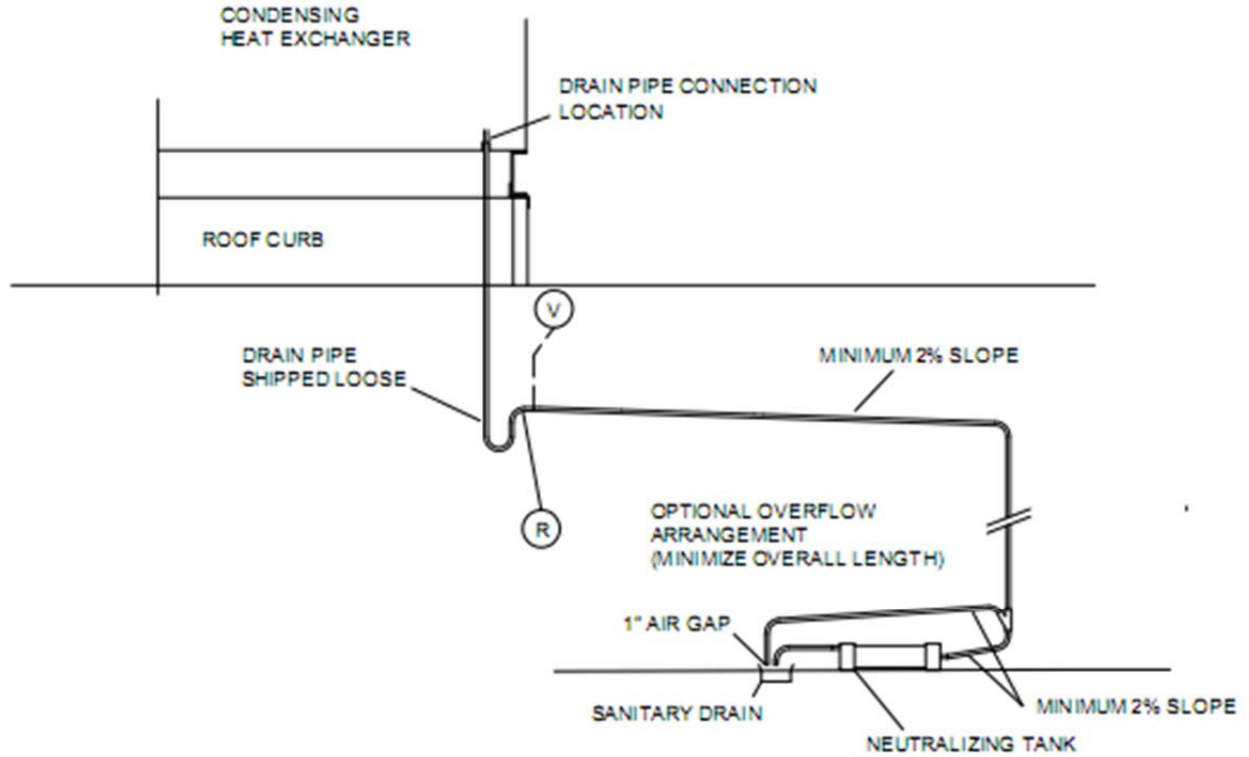 CONDENSING
HEAT EXCHANGER
DRAIN PIPE CONNECTION
LOCATION
ROOF CURB
V
DRAIN PIPE
SHIPPED LOOSE
MINIMUM 2% SLOPE
R
OPTIONAL OVERFLOW
ARRANGEMENT
(MINIMIZE OVERALL LENGTH)
1" AIR GAP
SANITARY DRAIN
MINIMUM 2% SLOPE
NEUTRALIZING TANK